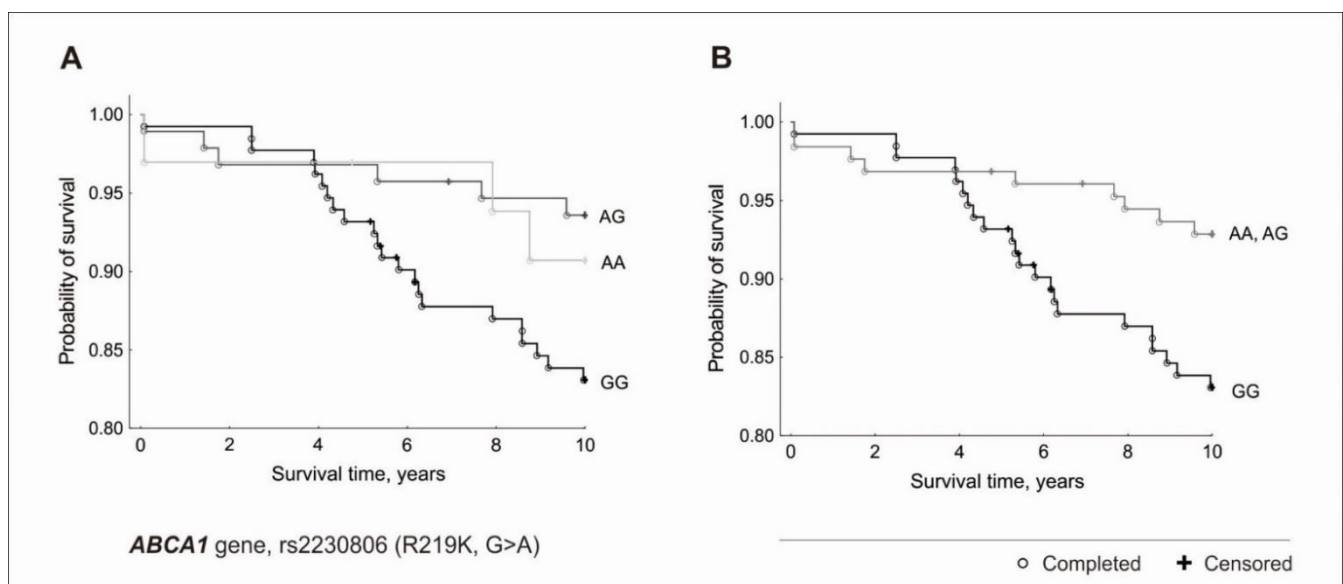 A
Probability of survival
1.00
0.95
0.90
0.85
0.80
AG
AA
GG
0 2 4 6 8 10
Survival time, years
ABCA1 gene, rs2230806 (R219K, G>A)
B
Probability of survival
1.00
0.95
0.90
0.85
0.80
AA, AG
GG
0 2 4 6 8 10
Survival time, years
Completed Censored